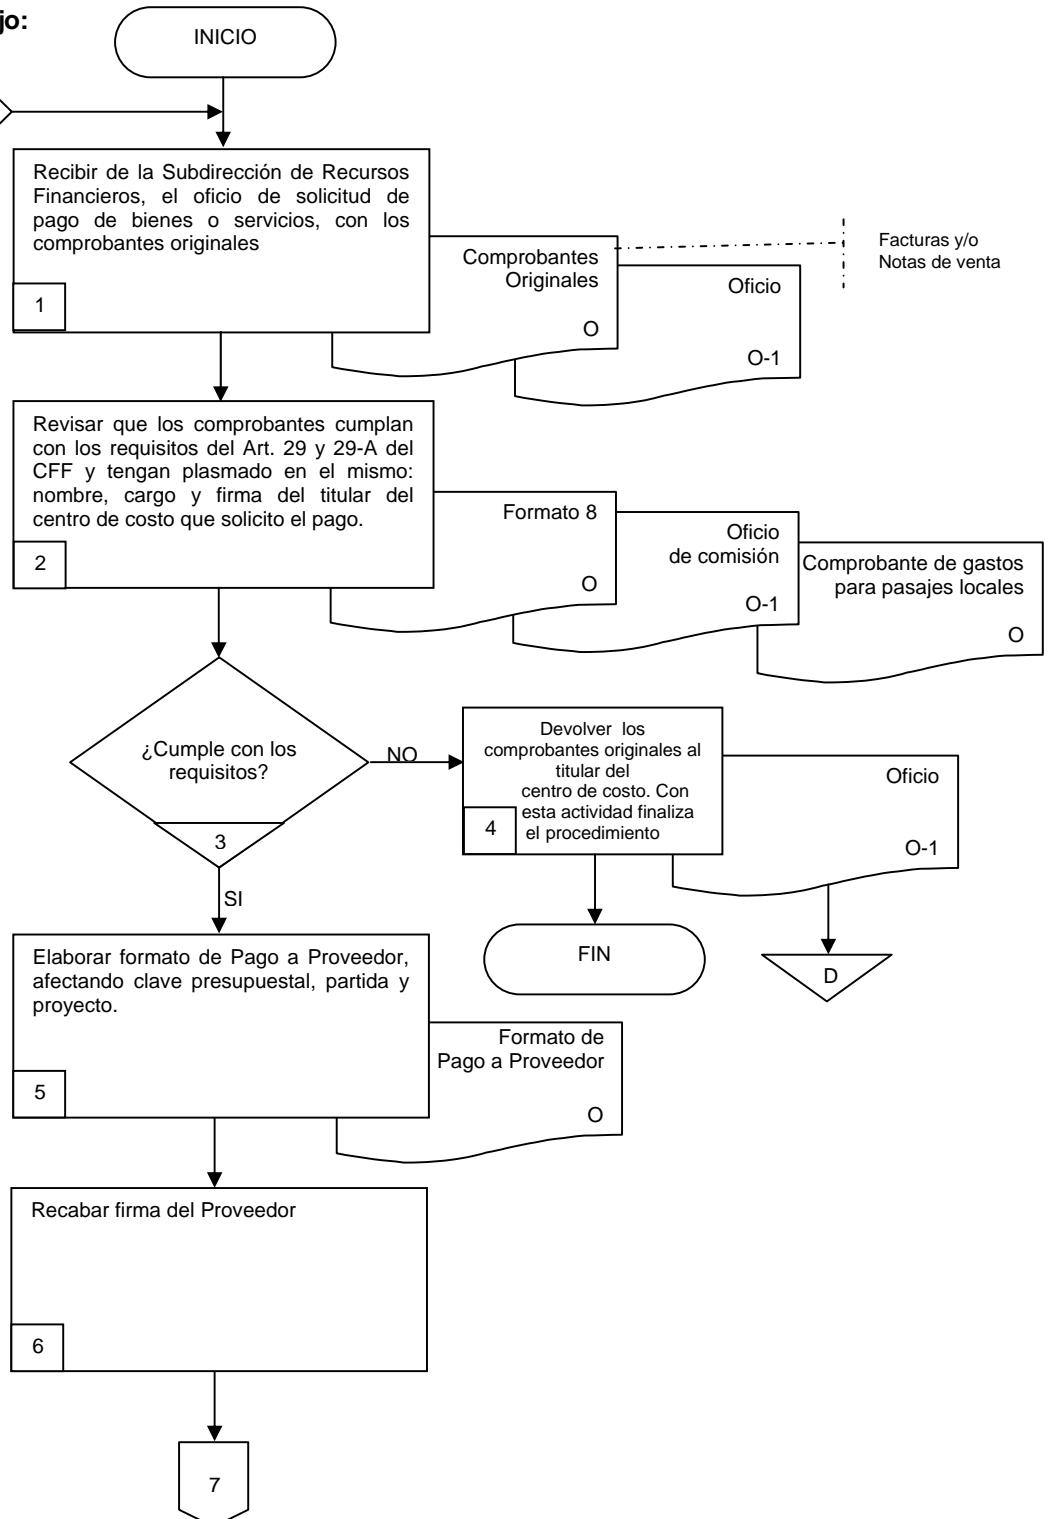 jo:
INICIO
Recibir de la Subdirección de Recursos
Financieros, el oficio de solicitud de
pago de bienes o servicios, con los
comprobantes originales
1
Comprobantes
Originales
O
Oficio
O-1
Facturas y/o
Notas de venta
Revisar que los comprobantes cumplan
con los requisitos del Art. 29 y 29-A del
CFF y tengan plasmado en el mismo:
nombre, cargo y firma del titular del
centro de costo que solicito el pago.
2
Formato 8
O
Oficio
de comisión
O-1
Comprobante de gastos
para pasajes locales
O
¿Cumple con los
requisitos?
3
NO
SI
Devolver los
comprobantes originales al
titular del
centro de costo. Con
esta actividad finaliza
el procedimiento
4
Oficio
O-1
FIN
D
Elaborar formato de Pago a Proveedor,
afectando clave presupuestal, partida y
proyecto.
5
Formato de
Pago a Proveedor
O
Recabar firma del Proveedor
6
7